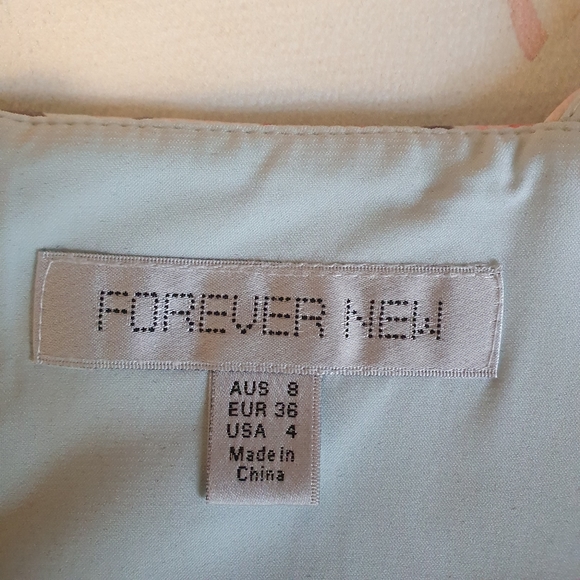 FOREVER NEW
AUS 8
EUR 36
USA 4
Made in
China